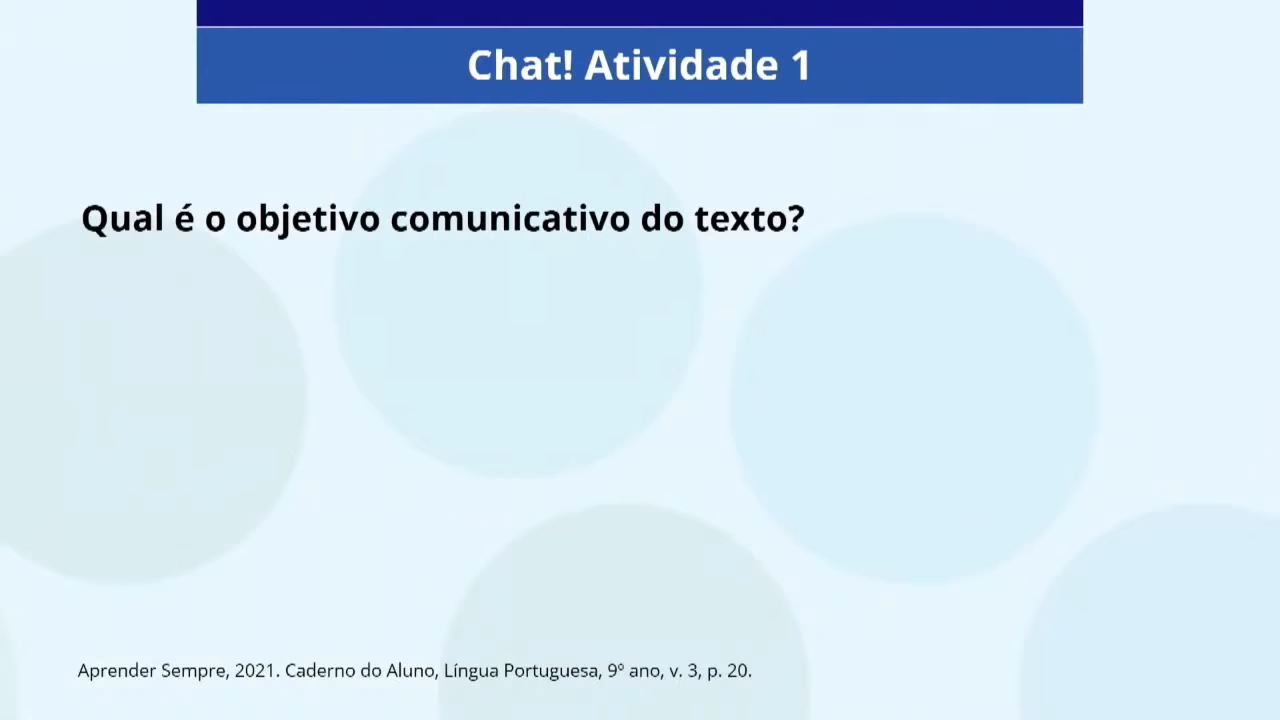 Chat! Atividade 1
Qual é o objetivo comunicativo do texto?
Aprender Sempre, 2021. Caderno do Aluno, Língua Portuguesa, 9º ano, v. 3, p. 20.